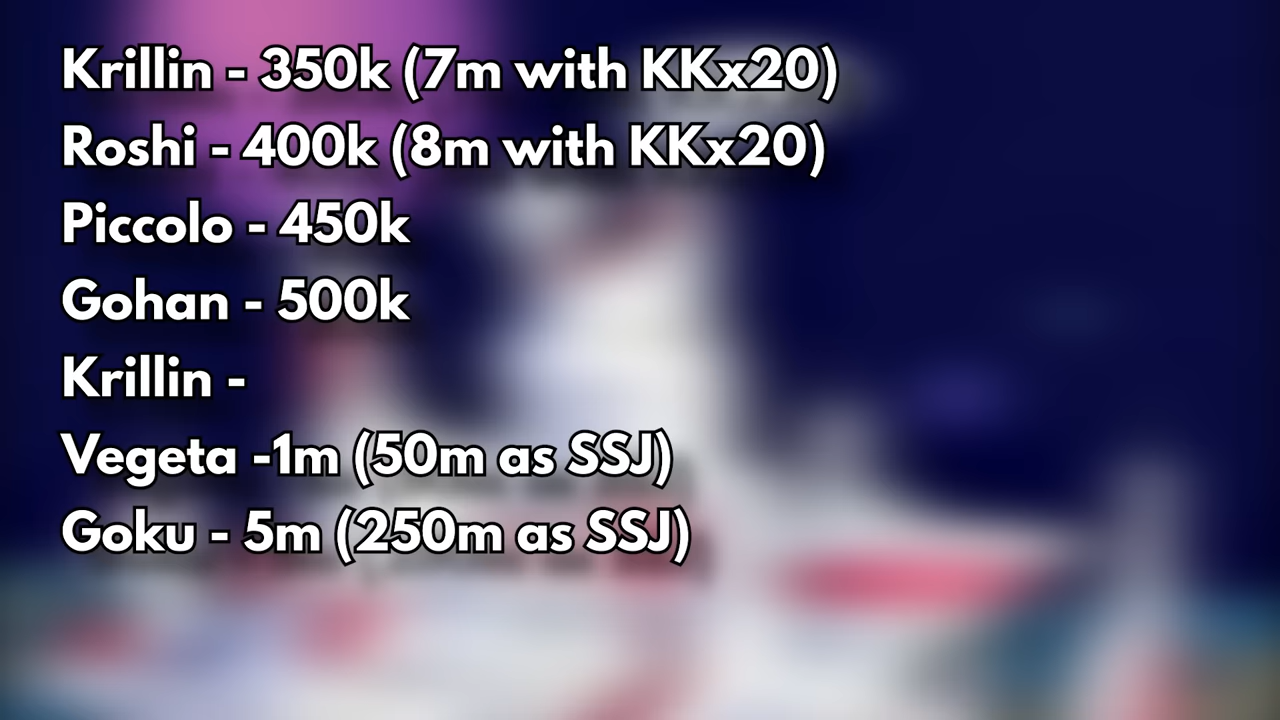 Krillin - 350k (7m with KKx20)
Roshi - 400k (8m with KKx20)
Piccolo - 450k
Gohan - 500k
Krillin -
Vegeta -1m (50m as SSJ)
Goku - 5m (250m as SSJ)